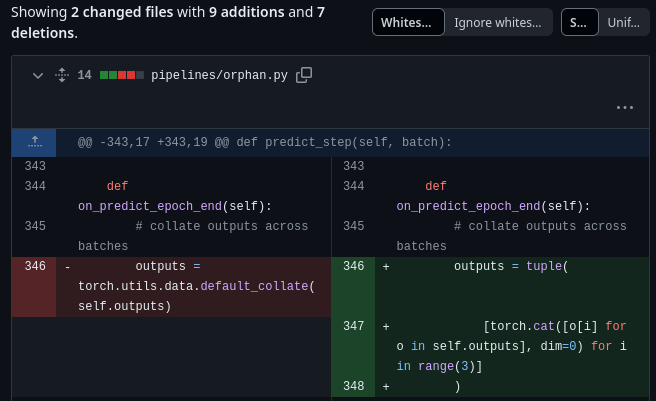 Showing 2 changed files with 9 additions and 7
deletions.
Whites...
Ignore whites...
S...
Unif...
14
pipelines/orphan.py
...
@@ -343,17 +343,19 @@ def predict_step(self, batch):
343
344 def
on_predict_epoch_end(self):
345 # collate outputs across
batches
346 - outputs =
torch.utils.data.default_collate(
self.outputs)
343
344 def
on_predict_epoch_end(self):
345 # collate outputs across
batches
346 + outputs = tuple(
347 + [torch.cat([o[i] for
o in self.outputs], dim=0) for i
in range(3)]
348 + )